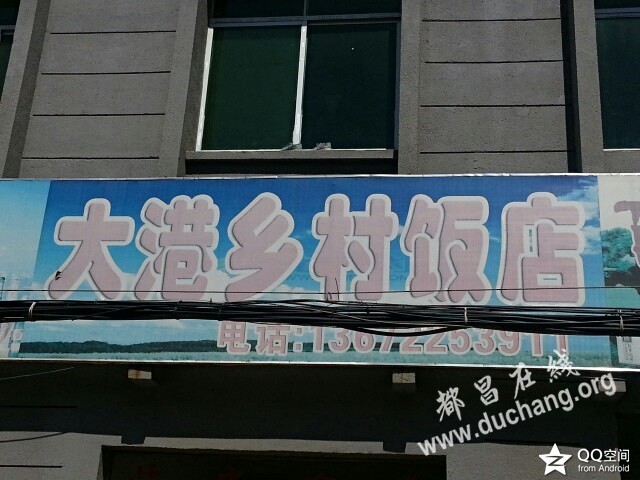 大港乡村饭店
电话:13672253911
都昌在线
www.duchang.org
QQ空间
from Android